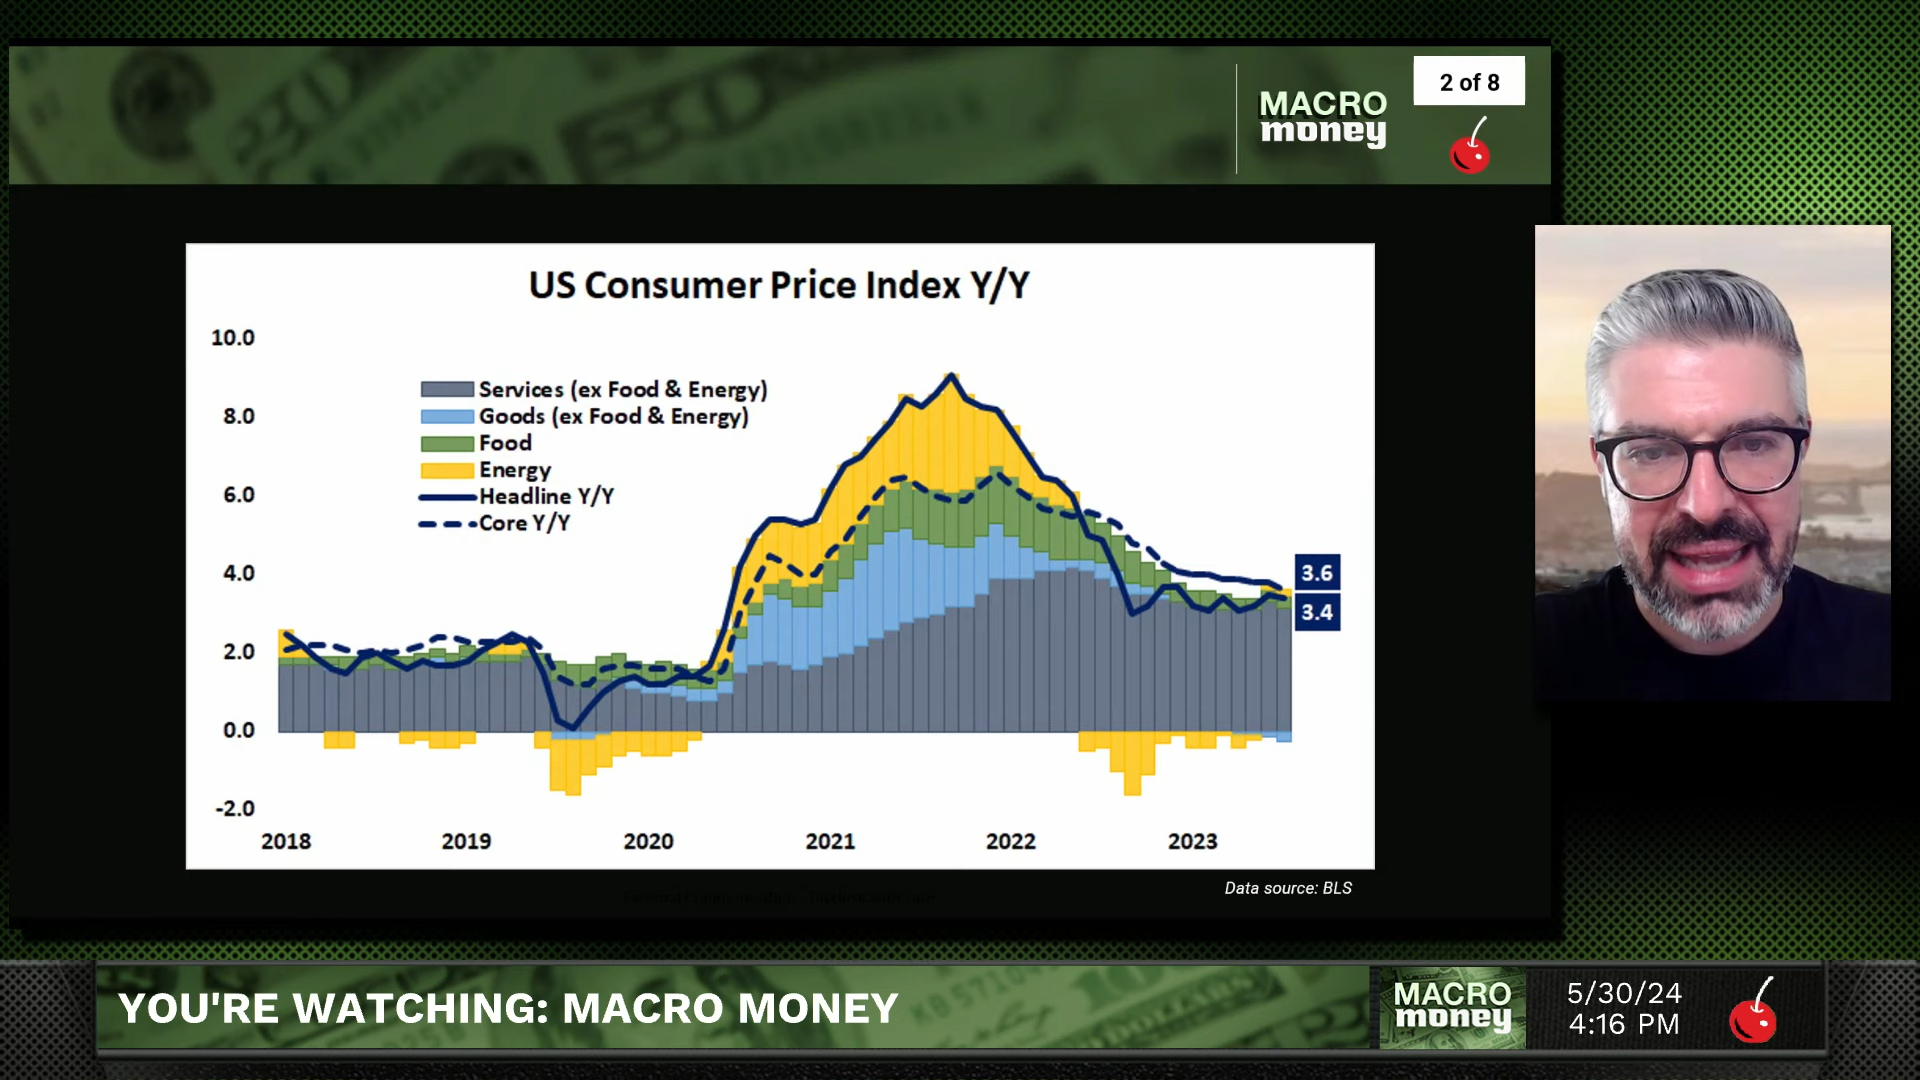 MACRO
money
2 of 8
US Consumer Price Index Y/Y
10.0
8.0
6.0
4.0
2.0
0.0
-2.0
Services (ex Food & Energy)
Goods (ex Food & Energy)
Food
Energy
Headline Y/Y
Core Y/Y
3.6
3.4
2018 2019 2020 2021 2022 2023
Data source: BLS
YOU'RE WATCHING: MACRO MONEY
MACRO
money
5/30/24
4:16 PM